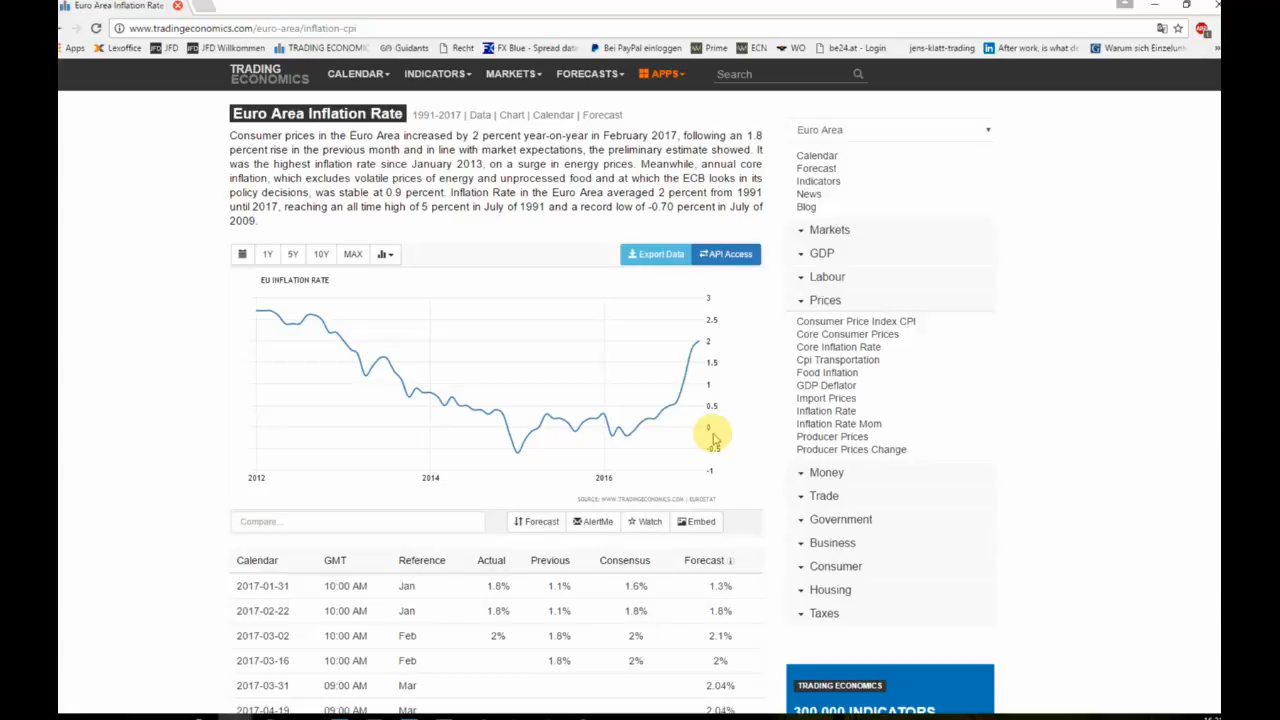 Euro Area Inflation Rate
www.tradingeconomics.com/euro-area/inflation-cpi
Apps Lexoffice JFD JFD Willkommen TRADING ECONOMIC Guidants Recht FX Blue - Spread data Bei PayPal einloggen Prime ECN WO be24.at - Login jens-klatt-trading After work, is what de Warum sich Einzelun
TRADING
ECONOMICS
CALENDAR INDICATORS MARKETS FORECASTS APPS Search
Euro Area Inflation Rate 1991-2017 | Data | Chart | Calendar | Forecast
Consumer prices in the Euro Area increased by 2 percent year-on-year in February 2017, following an 1.8
percent rise in the previous month and in line with market expectations, the preliminary estimate showed. It
was the highest inflation rate since January 2013, on a surge in energy prices. Meanwhile, annual core
inflation, which excludes volatile prices of energy and unprocessed food and at which the ECB looks in its
policy decisions, was stable at 0.9 percent. Inflation Rate in the Euro Area averaged 2 percent from 1991
until 2017, reaching an all time high of 5 percent in July of 1991 and a record low of -0.70 percent in July of
2009.
1Y 5Y 10Y MAX Export Data API Access
EU INFLATION RATE
3
2.5
2
1.5
1
0.5
0
-0.5
-1
2012 2014 2016
SOURCE: WWW.TRADINGECONOMICS.COM | EUROSTAT
Compare... Forecast AlertMe Watch Embed
Calendar GMT Reference Actual Previous Consensus Forecast
2017-01-31 10:00 AM Jan 1.8% 1.1% 1.6% 1.3%
2017-02-22 10:00 AM Jan 1.8% 1.1% 1.8% 1.8%
2017-03-02 10:00 AM Feb 2% 1.8% 2% 2.1%
2017-03-16 10:00 AM Feb 1.8% 2% 2%
2017-03-31 09:00 AM Mar 2.04%
2017-04-19 09:00 AM Mar 2.04%
Euro Area
Calendar
Forecast
Indicators
News
Blog
Markets
GDP
Labour
Prices
Consumer Price Index CPI
Core Consumer Prices
Core Inflation Rate
Cpi Transportation
Food Inflation
GDP Deflator
Import Prices
Inflation Rate
Inflation Rate Mom
Producer Prices
Producer Prices Change
Money
Trade
Government
Business
Consumer
Housing
Taxes
TRADING ECONOMICS
300,000 INDICATORS